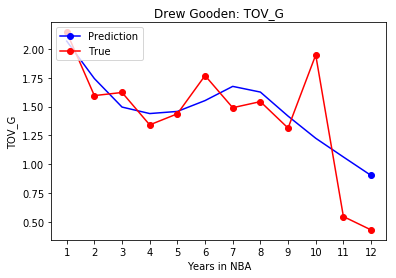 Drew Gooden: TOV_G
Prediction
True
2.00
1.75
1.50
1.25
1.00
0.75
0.50
TOV_G
1 2 3 4 5 6 7 8 9 10 11 12
Years in NBA